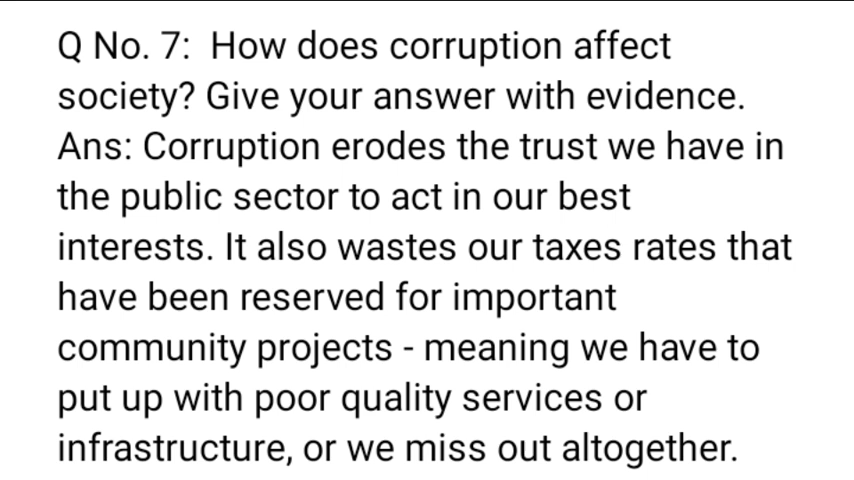 Q No. 7:  How does corruption affect
society? Give your answer with evidence.
Ans: Corruption erodes the trust we have in
the public sector to act in our best
interests. It also wastes our taxes rates that
have been reserved for important
community projects - meaning we have to
put up with poor quality services or
infrastructure, or we miss out altogether.